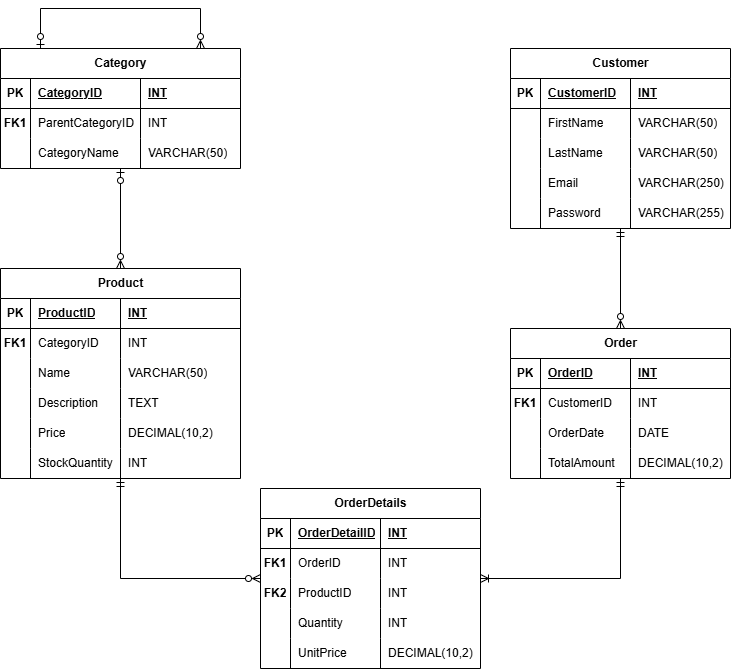 Category
PK CategoryID INT
FK1 ParentCategoryID INT
CategoryName VARCHAR(50)
Customer
PK CustomerID INT
FirstName VARCHAR(50)
LastName VARCHAR(50)
Email VARCHAR(250)
Password VARCHAR(255)
Product
PK ProductID INT
FK1 CategoryID INT
Name VARCHAR(50)
Description TEXT
Price DECIMAL(10,2)
StockQuantity INT
Order
PK OrderID INT
FK1 CustomerID INT
OrderDate DATE
TotalAmount DECIMAL(10,2)
OrderDetails
PK OrderDetailID INT
FK1 OrderID INT
FK2 ProductID INT
Quantity INT
UnitPrice DECIMAL(10,2)